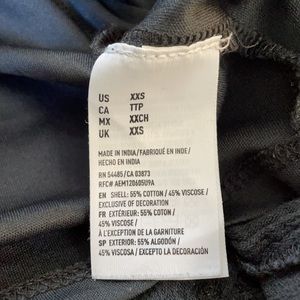 US XXS
CA TTP
MX XXCH
UK XXS
MADE IN INDIA/FABRIQUÉ EN INDE/
HECHO EN INDIA
RN 54485/CA 03873
RFC# AEM120605U9A
EN SHELL: 55% COTTON / 45% VISCOSE /
EXCLUSIVE OF DECORATION
FR EXTÉRIEUR: 55% COTON /
45% VISCOSE /
À L'EXCEPTION DE LA GARNITURE
SP EXTERIOR: 55% ALGODÓN /
45% VISCOSA / EXCEPTO LA DECORACIÓN